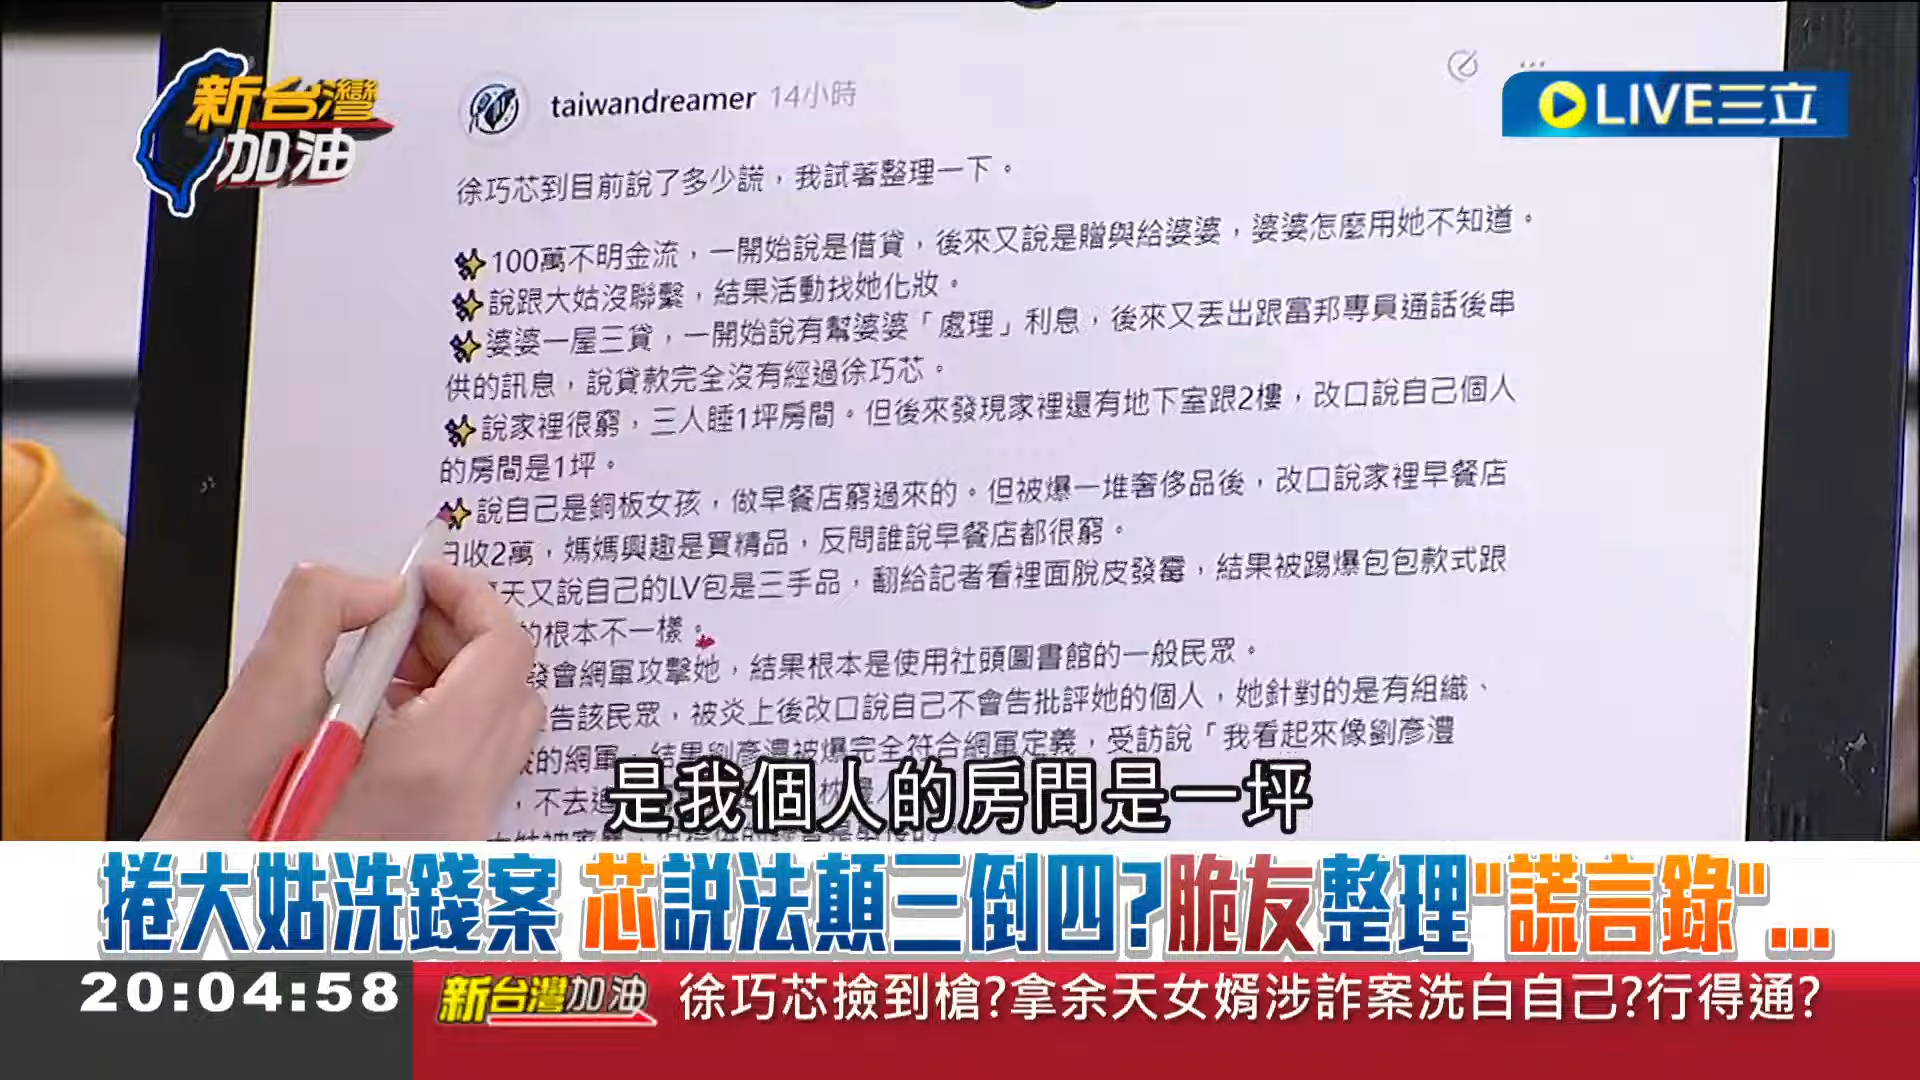 新台灣
加油
LIVE三立
taiwandreamer 14小時
徐巧芯到目前說了多少謊，我試著整理一下。
✨100萬不明金流，一開始說是借貸，後來又說是贈與給婆婆，婆婆怎麼用她不知道。
✨說跟大姑沒聯繫，結果活動找她化妝。
✨婆婆一屋三貸，一開始說有幫婆婆「處理」利息，後來又丟出跟富邦專員通話後串
供的訊息，說貸款完全沒有經過徐巧芯。
✨說家裡很窮，三人睡1坪房間。但後來發現家裡還有地下室跟2樓，改口說自己個人
的房間是1坪。
✨說自己是銅板女孩，做早餐店窮過來的。但被爆一堆奢侈品後，改口說家裡早餐店
日收2萬，媽媽興趣是買精品，反問誰說早餐店都很窮。
天又說自己的LV包是三手品，翻給記者看裡面脫皮發霉，結果被踢爆包包款式跟
的根本不一樣。
發會網軍攻擊她，結果根本是使用社頭圖書館的一般民眾。
告該民眾，被炎上後改口說自己不會告批評她的個人，她針對的是有組織、
的網軍，結果劉彥澧被爆完全符合網軍定義，受訪說「我看起來像劉彥澧
，不去追
是我個人的房間是一坪
捲大姑洗錢案 芯說法顛三倒四?脆友整理"謊言錄"...
20:04:58 新台灣加油 徐巧芯撿到槍?拿余天女婿涉詐案洗白自己?行得通?